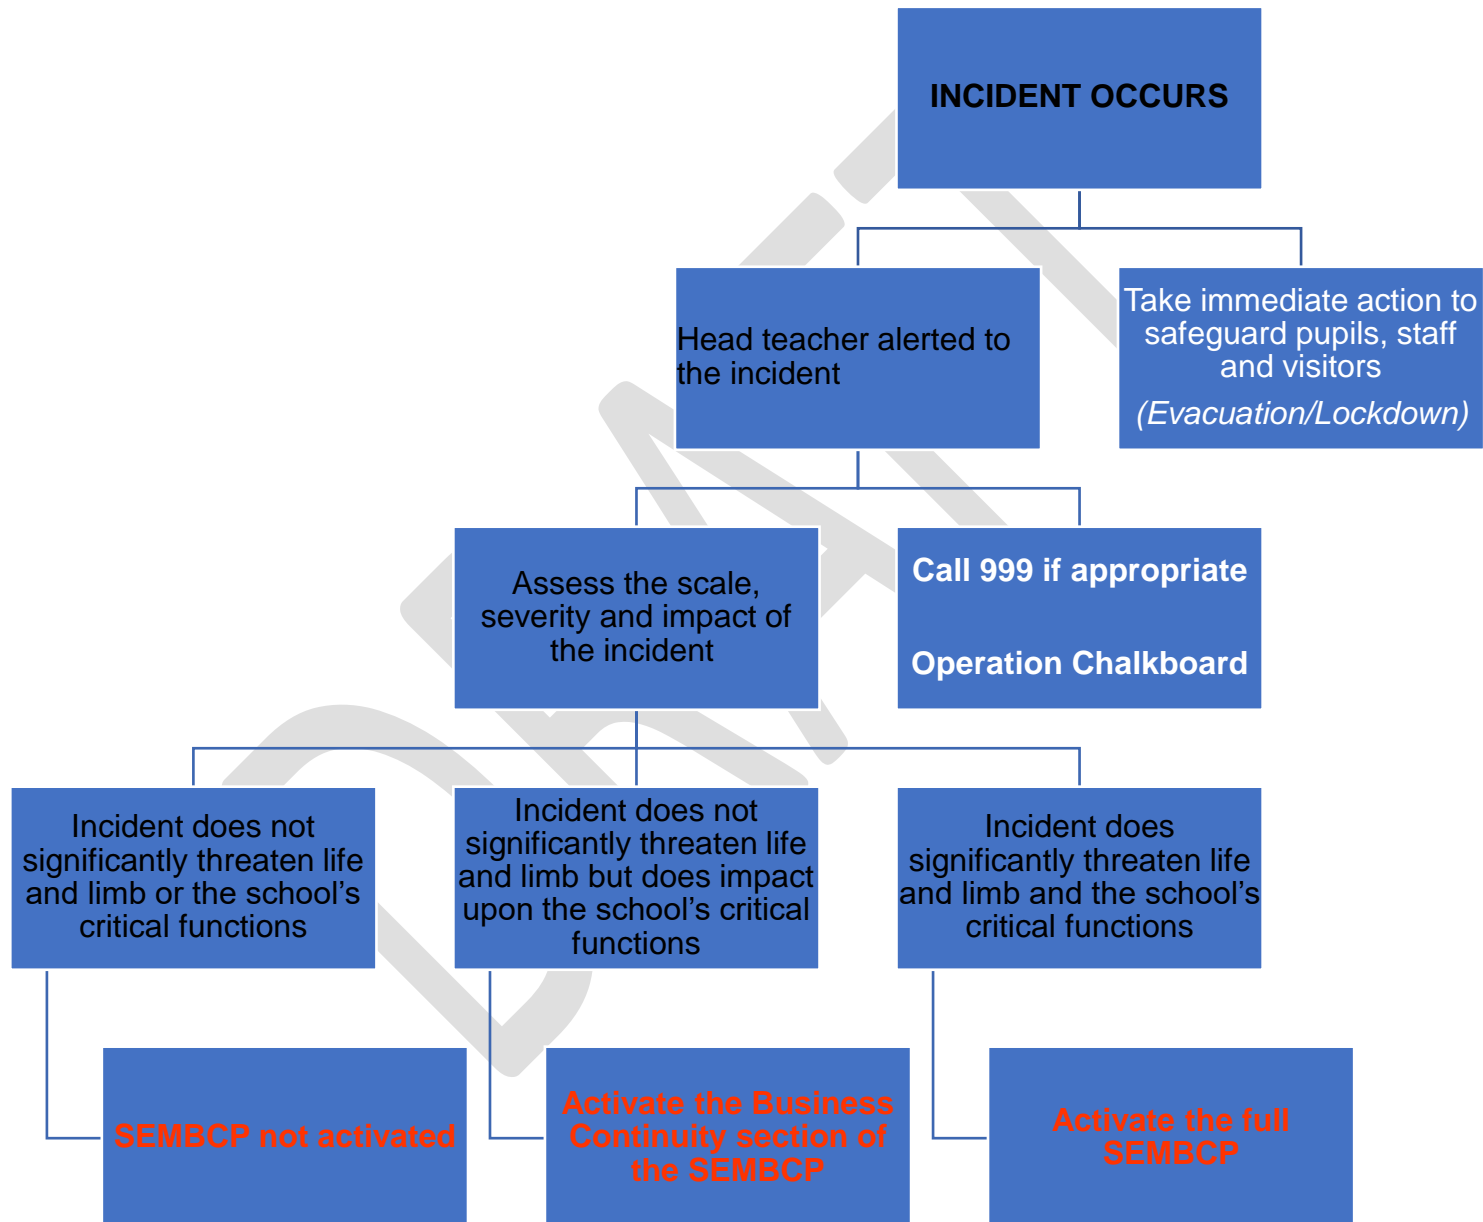 INCIDENT OCCURS
Head teacher alerted to
the incident
Take immediate action to
safeguard pupils, staff
and visitors
(Evacuation/Lockdown)
Assess the scale,
severity and impact of
the incident
Call 999 if appropriate
Operation Chalkboard
Incident does not
significantly threaten life
and limb or the school’s
critical functions
Incident does not
significantly threaten life
and limb but does impact
upon the school’s critical
functions
Incident does
significantly threaten life
and limb and the school’s
critical functions
SEMBCP not activated
Activate the Business
Continuity section of
the SEMBCP
Activate the full
SEMBCP
DRAFT